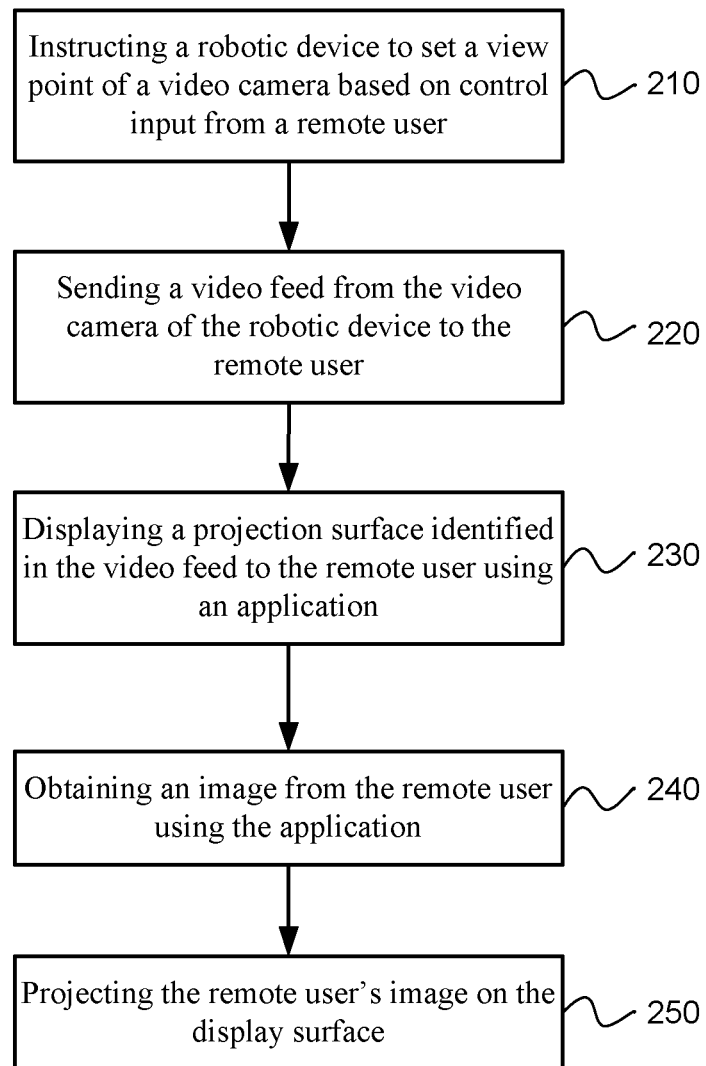 Instructing a robotic device to set a view
point of a video camera based on control
input from a remote user
210
Sending a video feed from the video
camera of the robotic device to the
remote user
220
Displaying a projection surface identified
in the video feed to the remote user using
an application
230
Obtaining an image from the remote user
using the application
240
Projecting the remote user’s image on the
display surface
250